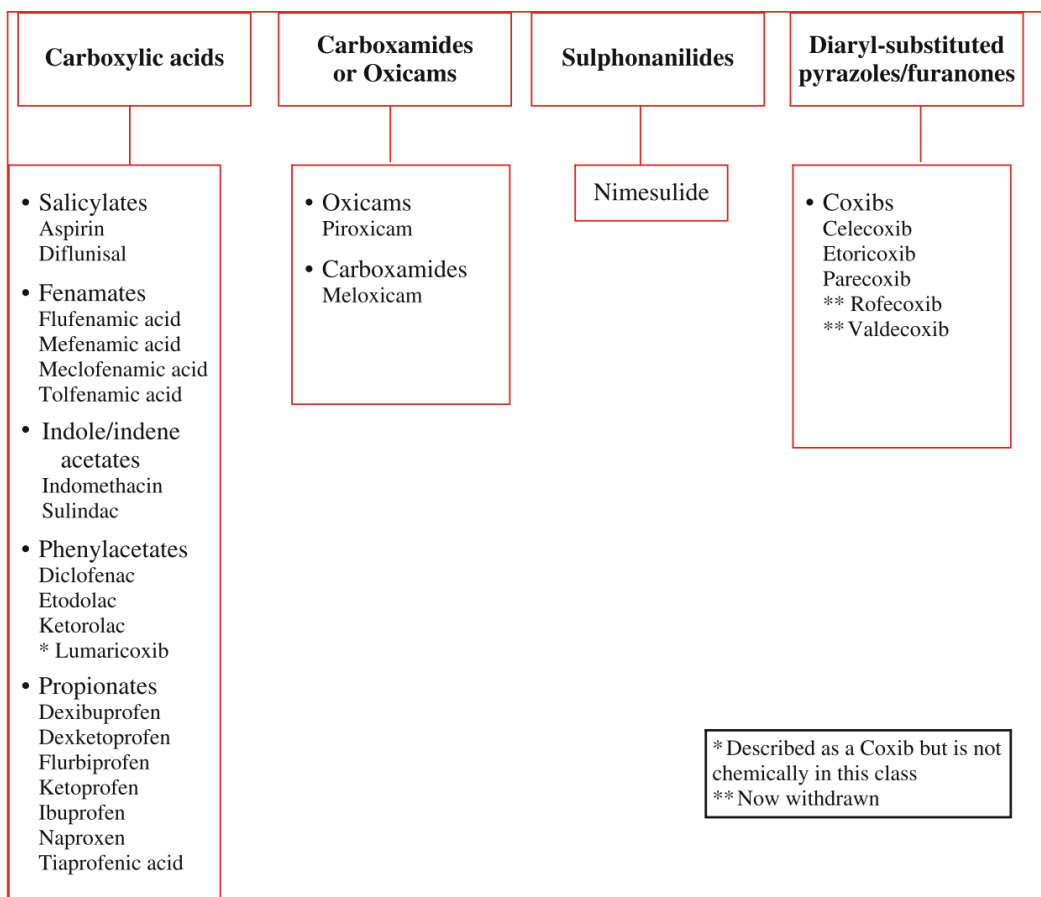 Carboxylic acids
• Salicylates
Aspirin
Diflunisal
• Fenamates
Flufenamic acid
Mefenamic acid
Meclofenamic acid
Tolfenamic acid
• Indole/indene
acetates
Indomethacin
Sulindac
• Phenylacetates
Diclofenac
Etodolac
Ketorolac
* Lumaricoxib
• Propionates
Dexibuprofen
Dexketoprofen
Flurbiprofen
Ketoprofen
Ibuprofen
Naproxen
Tiaprofenic acid
Carboxamides
or Oxicams
• Oxicams
Piroxicam
• Carboxamides
Meloxicam
Sulphonanilides
Nimesulide
Diaryl-substituted
pyrazoles/furanones
• Coxibs
Celecoxib
Etoricoxib
Parecoxib
** Rofecoxib
** Valdecoxib
* Described as a Coxib but is not
chemically in this class
** Now withdrawn